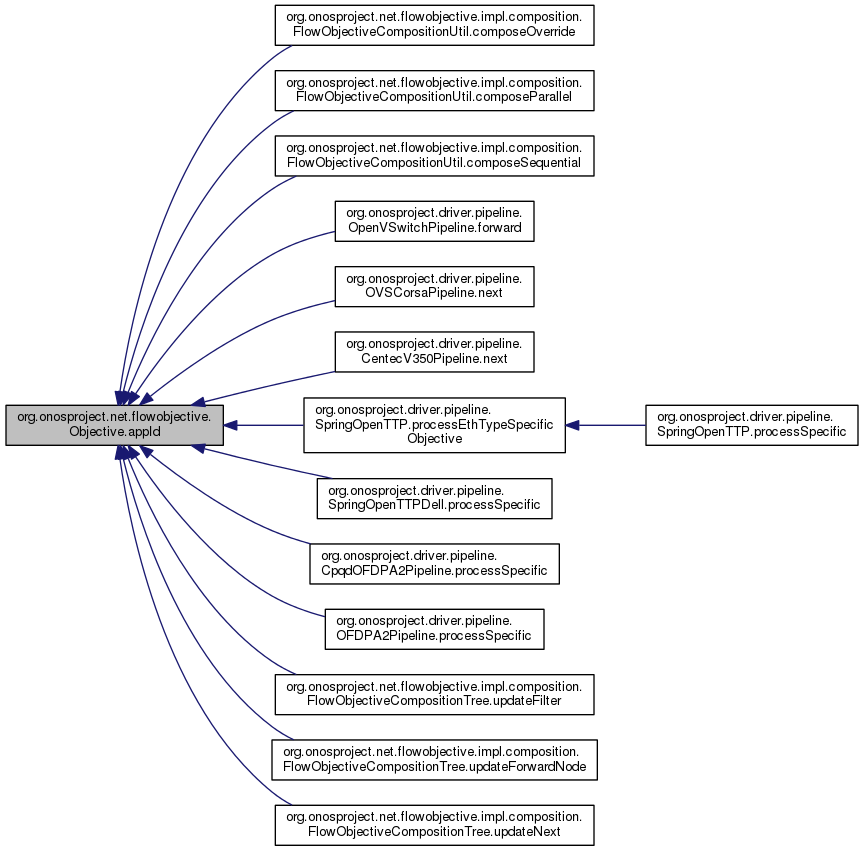 org.onosproject.net.flowobjective.impl.composition.
FlowObjectiveCompositionUtil.composeOverride
org.onosproject.net.flowobjective.impl.composition.
FlowObjectiveCompositionUtil.composeParallel
org.onosproject.net.flowobjective.impl.composition.
FlowObjectiveCompositionUtil.composeSequential
org.onosproject.driver.pipeline.
OpenVSwitchPipeline.forward
org.onosproject.driver.pipeline.
OVSCorsaPipeline.next
org.onosproject.driver.pipeline.
CentecV350Pipeline.next
org.onosproject.net.flowobjective.
Objective.appId
org.onosproject.driver.pipeline.
SpringOpenTTP.processEthTypeSpecific
Objective
org.onosproject.driver.pipeline.
SpringOpenTTP.processSpecific
org.onosproject.driver.pipeline.
SpringOpenTTPDell.processSpecific
org.onosproject.driver.pipeline.
CpqdOFDPA2Pipeline.processSpecific
org.onosproject.driver.pipeline.
OFDPA2Pipeline.processSpecific
org.onosproject.net.flowobjective.impl.composition.
FlowObjectiveCompositionTree.updateFilter
org.onosproject.net.flowobjective.impl.composition.
FlowObjectiveCompositionTree.updateForwardNode
org.onosproject.net.flowobjective.impl.composition.
FlowObjectiveCompositionTree.updateNext